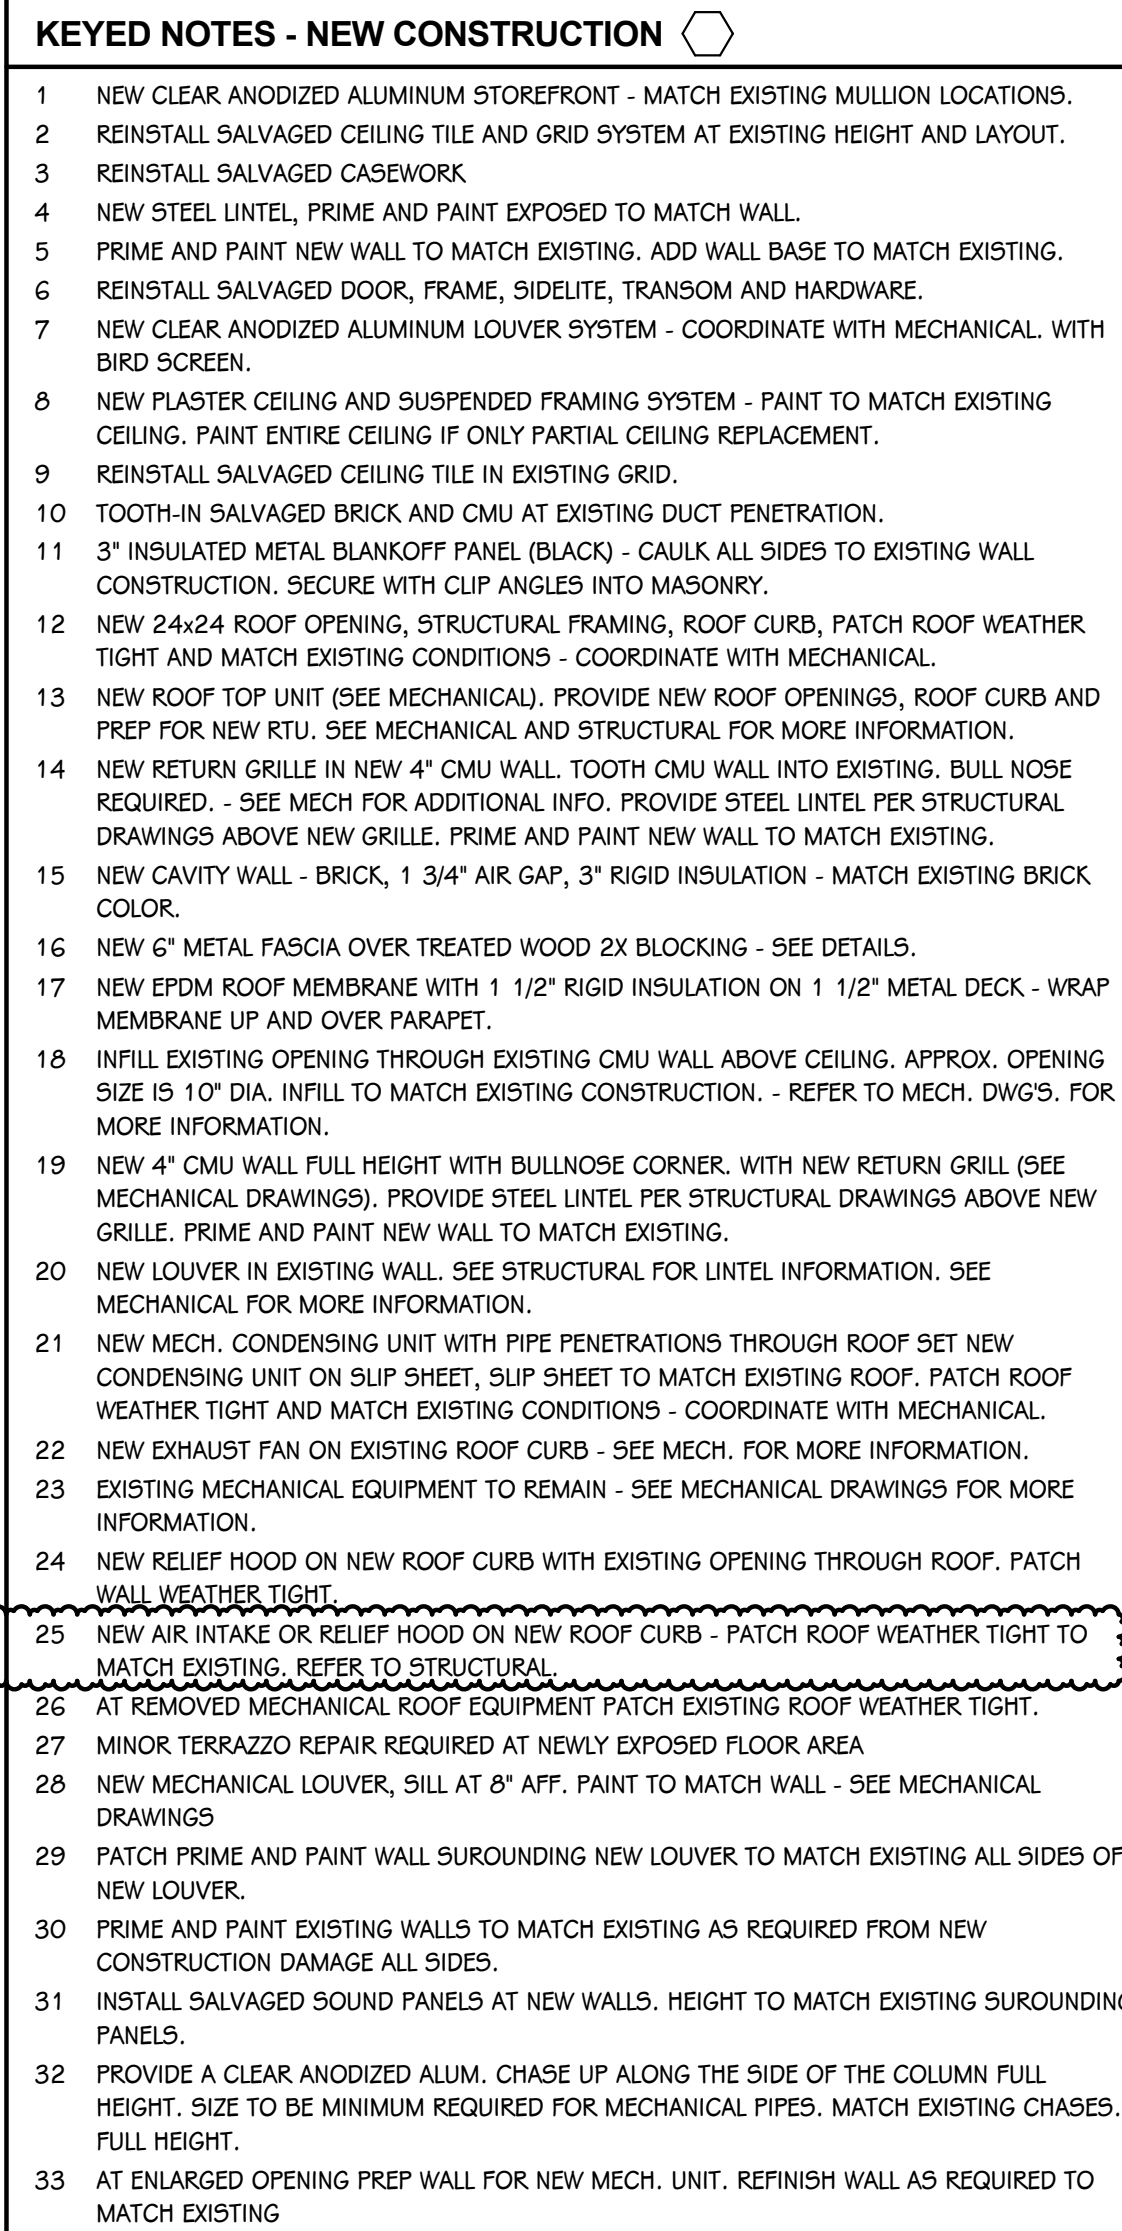 KEYED NOTES - NEW CONSTRUCTION
1 NEW CLEAR ANODIZED ALUMINUM STOREFRONT - MATCH EXISTING MULLION LOCATIONS.
2 REINSTALL SALVAGED CEILING TILE AND GRID SYSTEM AT EXISTING HEIGHT AND LAYOUT.
3 REINSTALL SALVAGED CASEWORK
4 NEW STEEL LINTEL, PRIME AND PAINT EXPOSED TO MATCH WALL.
5 PRIME AND PAINT NEW WALL TO MATCH EXISTING. ADD WALL BASE TO MATCH EXISTING.
6 REINSTALL SALVAGED DOOR, FRAME, SIDELITE, TRANSOM AND HARDWARE.
7 NEW CLEAR ANODIZED ALUMINUM LOUVER SYSTEM - COORDINATE WITH MECHANICAL. WITH
BIRD SCREEN.
8 NEW PLASTER CEILING AND SUSPENDED FRAMING SYSTEM - PAINT TO MATCH EXISTING
CEILING. PAINT ENTIRE CEILING IF ONLY PARTIAL CEILING REPLACEMENT.
9 REINSTALL SALVAGED CEILING TILE IN EXISTING GRID.
10 TOOTH-IN SALVAGED BRICK AND CMU AT EXISTING DUCT PENETRATION.
11 3" INSULATED METAL BLANKOFF PANEL (BLACK) - CAULK ALL SIDES TO EXISTING WALL
CONSTRUCTION. SECURE WITH CLIP ANGLES INTO MASONRY.
12 NEW 24x24 ROOF OPENING, STRUCTURAL FRAMING, ROOF CURB, PATCH ROOF WEATHER
TIGHT AND MATCH EXISTING CONDITIONS - COORDINATE WITH MECHANICAL.
13 NEW ROOF TOP UNIT (SEE MECHANICAL). PROVIDE NEW ROOF OPENINGS, ROOF CURB AND
PREP FOR NEW RTU. SEE MECHANICAL AND STRUCTURAL FOR MORE INFORMATION.
14 NEW RETURN GRILLE IN NEW 4" CMU WALL. TOOTH CMU WALL INTO EXISTING. BULL NOSE
REQUIRED. - SEE MECH FOR ADDITIONAL INFO. PROVIDE STEEL LINTEL PER STRUCTURAL
DRAWINGS ABOVE NEW GRILLE. PRIME AND PAINT NEW WALL TO MATCH EXISTING.
15 NEW CAVITY WALL - BRICK, 1 3/4" AIR GAP, 3" RIGID INSULATION - MATCH EXISTING BRICK
COLOR.
16 NEW 6" METAL FASCIA OVER TREATED WOOD 2X BLOCKING - SEE DETAILS.
17 NEW EPDM ROOF MEMBRANE WITH 1 1/2" RIGID INSULATION ON 1 1/2" METAL DECK - WRAP
MEMBRANE UP AND OVER PARAPET.
18 INFILL EXISTING OPENING THROUGH EXISTING CMU WALL ABOVE CEILING. APPROX. OPENING
SIZE IS 10" DIA. INFILL TO MATCH EXISTING CONSTRUCTION. - REFER TO MECH. DWG'S. FOR
MORE INFORMATION.
19 NEW 4" CMU WALL FULL HEIGHT WITH BULLNOSE CORNER. WITH NEW RETURN GRILL (SEE
MECHANICAL DRAWINGS). PROVIDE STEEL LINTEL PER STRUCTURAL DRAWINGS ABOVE NEW
GRILLE. PRIME AND PAINT NEW WALL TO MATCH EXISTING.
20 NEW LOUVER IN EXISTING WALL. SEE STRUCTURAL FOR LINTEL INFORMATION. SEE
MECHANICAL FOR MORE INFORMATION.
21 NEW MECH. CONDENSING UNIT WITH PIPE PENETRATIONS THROUGH ROOF SET NEW
CONDENSING UNIT ON SLIP SHEET, SLIP SHEET TO MATCH EXISTING ROOF. PATCH ROOF
WEATHER TIGHT AND MATCH EXISTING CONDITIONS - COORDINATE WITH MECHANICAL.
22 NEW EXHAUST FAN ON EXISTING ROOF CURB - SEE MECH. FOR MORE INFORMATION.
23 EXISTING MECHANICAL EQUIPMENT TO REMAIN - SEE MECHANICAL DRAWINGS FOR MORE
INFORMATION.
24 NEW RELIEF HOOD ON NEW ROOF CURB WITH EXISTING OPENING THROUGH ROOF. PATCH
WALL WEATHER TIGHT.
25 NEW AIR INTAKE OR RELIEF HOOD ON NEW ROOF CURB - PATCH ROOF WEATHER TIGHT TO
MATCH EXISTING. REFER TO STRUCTURAL.
26 AT REMOVED MECHANICAL ROOF EQUIPMENT PATCH EXISTING ROOF WEATHER TIGHT.
27 MINOR TERRAZZO REPAIR REQUIRED AT NEWLY EXPOSED FLOOR AREA
28 NEW MECHANICAL LOUVER, SILL AT 8" AFF. PAINT TO MATCH WALL - SEE MECHANICAL
DRAWINGS
29 PATCH PRIME AND PAINT WALL SUROUNDING NEW LOUVER TO MATCH EXISTING ALL SIDES OF
NEW LOUVER.
30 PRIME AND PAINT EXISTING WALLS TO MATCH EXISTING AS REQUIRED FROM NEW
CONSTRUCTION DAMAGE ALL SIDES.
31 INSTALL SALVAGED SOUND PANELS AT NEW WALLS. HEIGHT TO MATCH EXISTING SUROUNDING
PANELS.
32 PROVIDE A CLEAR ANODIZED ALUM. CHASE UP ALONG THE SIDE OF THE COLUMN FULL
HEIGHT. SIZE TO BE MINIMUM REQUIRED FOR MECHANICAL PIPES. MATCH EXISTING CHASES.
FULL HEIGHT.
33 AT ENLARGED OPENING PREP WALL FOR NEW MECH. UNIT. REFINISH WALL AS REQUIRED TO
MATCH EXISTING